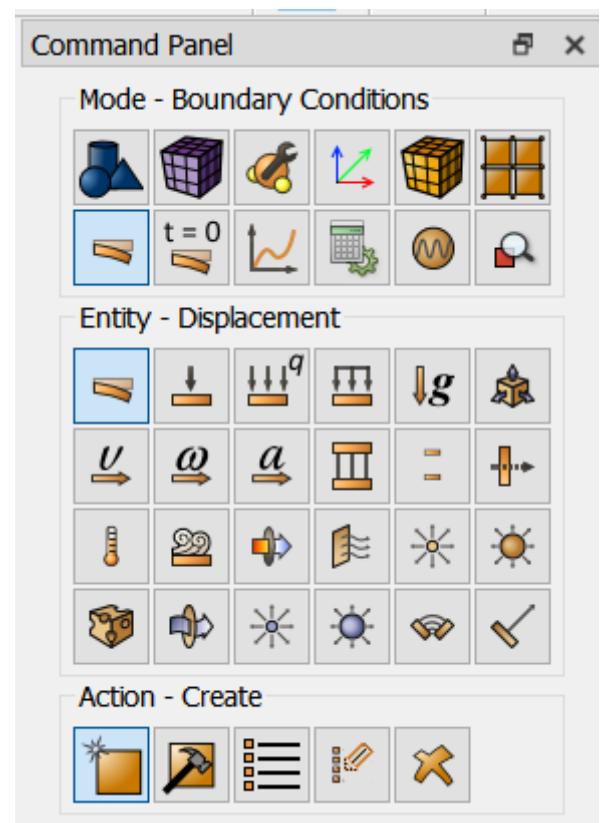 Command Panel
Mode - Boundary Conditions
t = 0
Entity - Displacement
q
g
v ω a
Action - Create